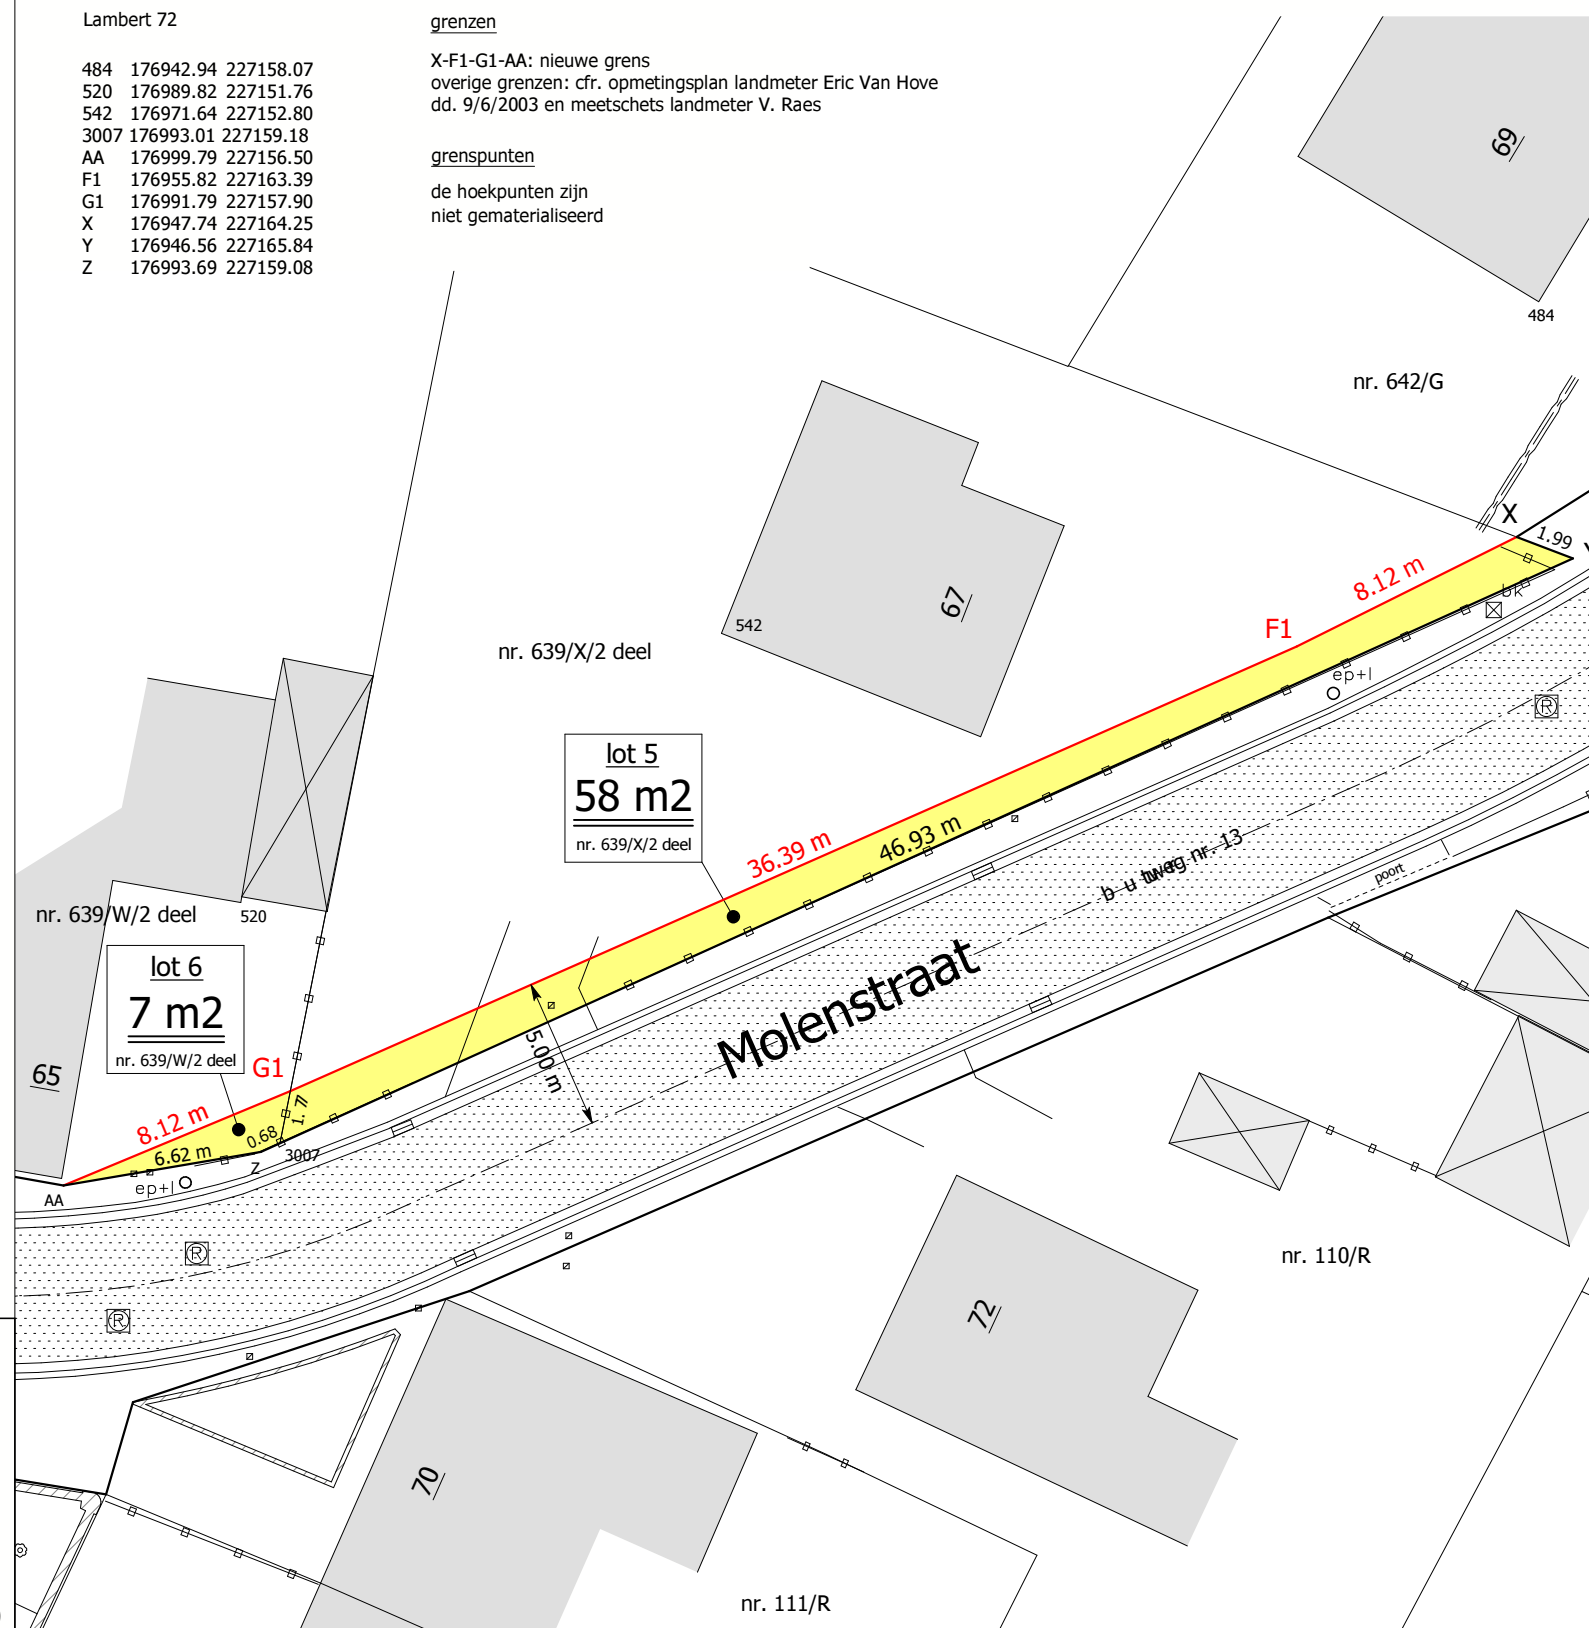 Lambert 72
484 176942.94 227158.07
520 176989.82 227151.76
542 176971.64 227152.80
3007 176993.01 227159.18
AA 176999.79 227156.50
F1 176955.82 227163.39
G1 176991.79 227157.90
X 176947.74 227164.25
Y 176946.56 227165.84
Z 176993.69 227159.08
grenzen
X-F1-G1-AA: nieuwe grens
overige grenzen: cfr. opmetingsplan landmeter Eric Van Hove
dd. 9/6/2003 en meetschets landmeter V. Raes
grenspunten
de hoekpunten zijn
niet gematerialiseerd
69
484
nr. 642/G
X
1.99
8.12 m
bk
67
542
F1
nr. 639/X/2 deel
ep+l
R
lot 5
58 m2
nr. 639/X/2 deel
36.39 m
46.93 m
nr. 13
poort
nr. 639/W/2 deel
520
lot 6
7 m2
nr. 639/W/2 deel
Molenstraat
5.00 m
65
G1
8.12 m
1.77
0.68
6.62 m
Z
3007
AA
ep+l
R
R
nr. 110/R
72
70
nr. 111/R